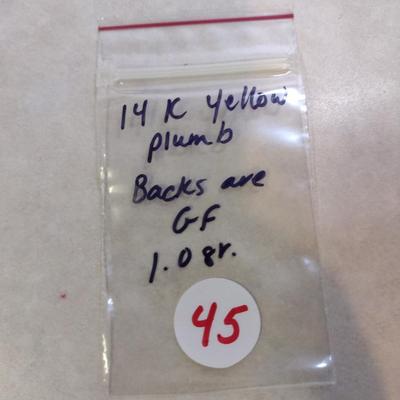 14 K yellow
plumb
Backs are
GF
1.0 gr.
45